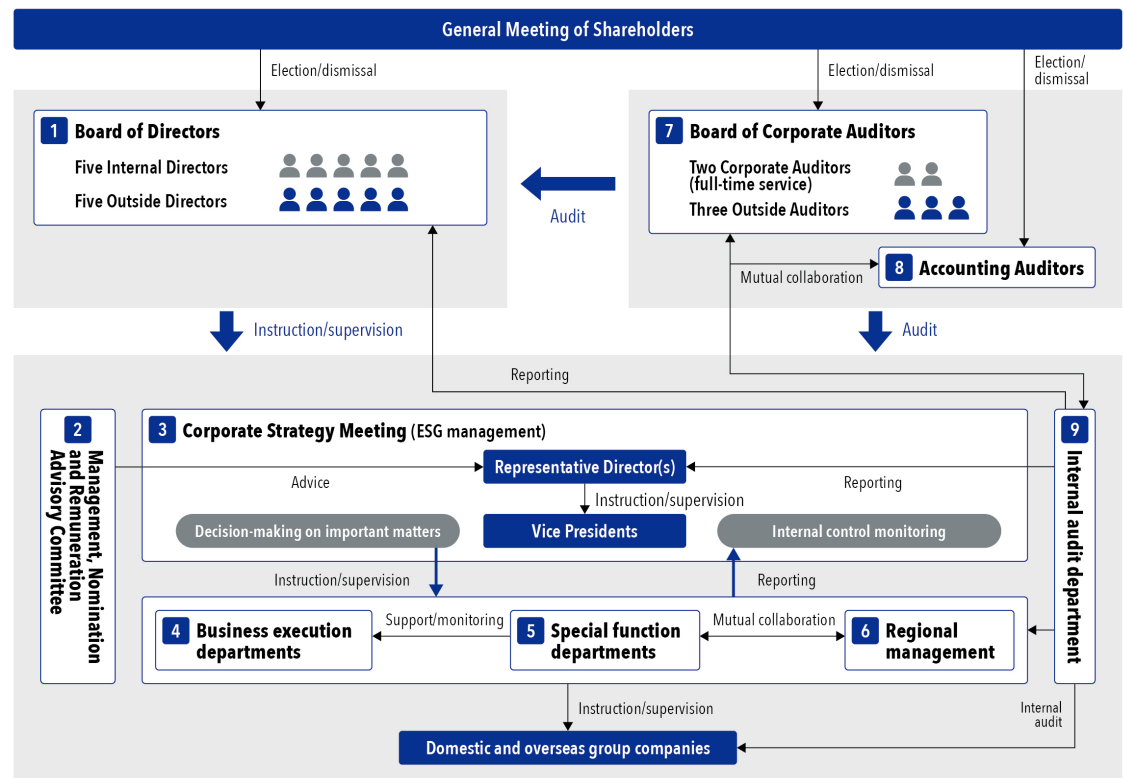 General Meeting of Shareholders
Election/dismissal
Election/dismissal
Election/
dismissal
1 Board of Directors
Five Internal Directors
Five Outside Directors
Audit
7 Board of Corporate Auditors
Two Corporate Auditors
(full-time service)
Three Outside Auditors
Mutual collaboration
8 Accounting Auditors
Instruction/supervision
Audit
Reporting
2
Management, Nomination
and Remuneration
Advisory Committee
3 Corporate Strategy Meeting (ESG management)
Representative Director(s)
Advice
Reporting
Instruction/supervision
Decision-making on important matters
Vice Presidents
Internal control monitoring
9
Internal audit department
Instruction/supervision
Reporting
4 Business execution
departments
Support/monitoring
5 Special function
departments
Mutual collaboration
6 Regional
management
Instruction/supervision
Internal
audit
Domestic and overseas group companies